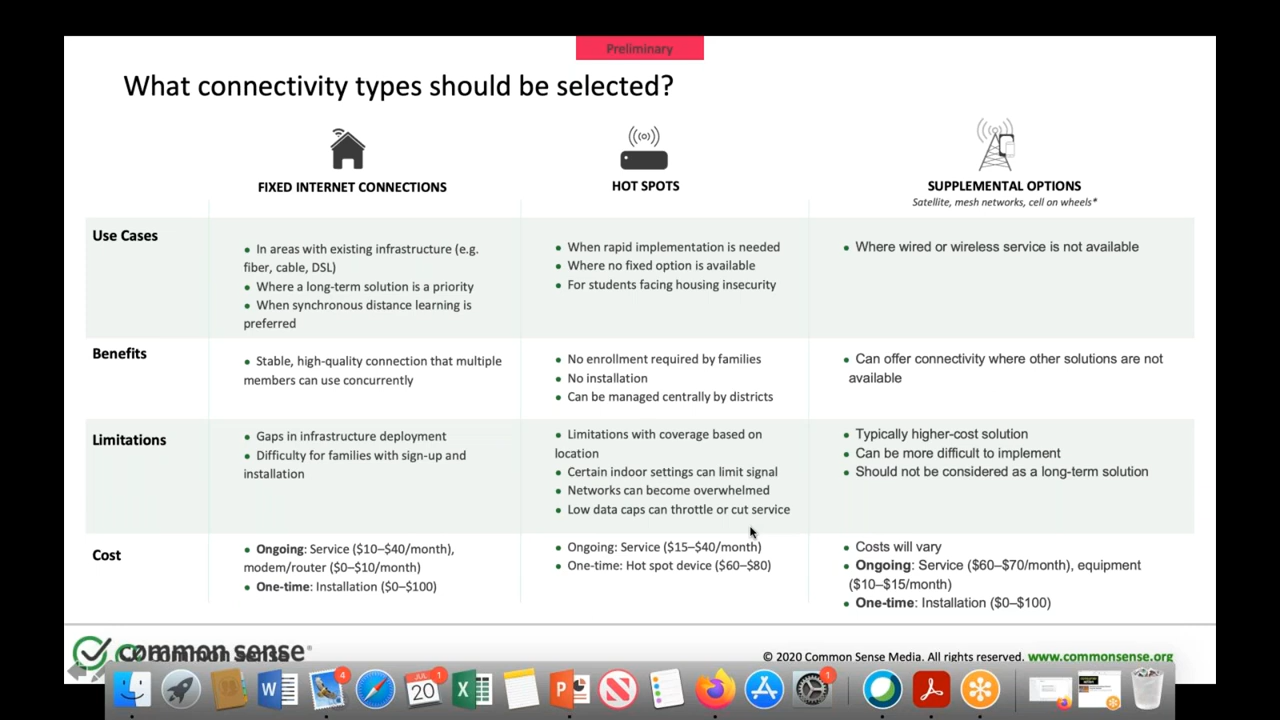 Preliminary
What connectivity types should be selected?
FIXED INTERNET CONNECTIONS
HOT SPOTS
SUPPLEMENTAL OPTIONS
Satellite, mesh networks, cell on wheels*
Use Cases
• In areas with existing infrastructure (e.g.
fiber, cable, DSL)
• Where a long-term solution is a priority
• When synchronous distance learning is
preferred
• When rapid implementation is needed
• Where no fixed option is available
• For students facing housing insecurity
• Where wired or wireless service is not available
Benefits
• Stable, high-quality connection that multiple
members can use concurrently
• No enrollment required by families
• No installation
• Can be managed centrally by districts
• Can offer connectivity where other solutions are not
available
Limitations
• Gaps in infrastructure deployment
• Difficulty for families with sign-up and
installation
• Limitations with coverage based on
location
• Certain indoor settings can limit signal
• Networks can become overwhelmed
• Low data caps can throttle or cut service
• Typically higher-cost solution
• Can be more difficult to implement
• Should not be considered as a long-term solution
Cost
• Ongoing: Service ($10–$40/month),
modem/router ($0–$10/month)
• One-time: Installation ($0–$100)
• Ongoing: Service ($15–$40/month)
• One-time: Hot spot device ($60–$80)
• Costs will vary
• Ongoing: Service ($60–$70/month), equipment
($10–$15/month)
• One-time: Installation ($0–$100)
common sense®
© 2020 Common Sense Media. All rights reserved. www.commonsense.org
W
4
JUL
20
1
X
P
1